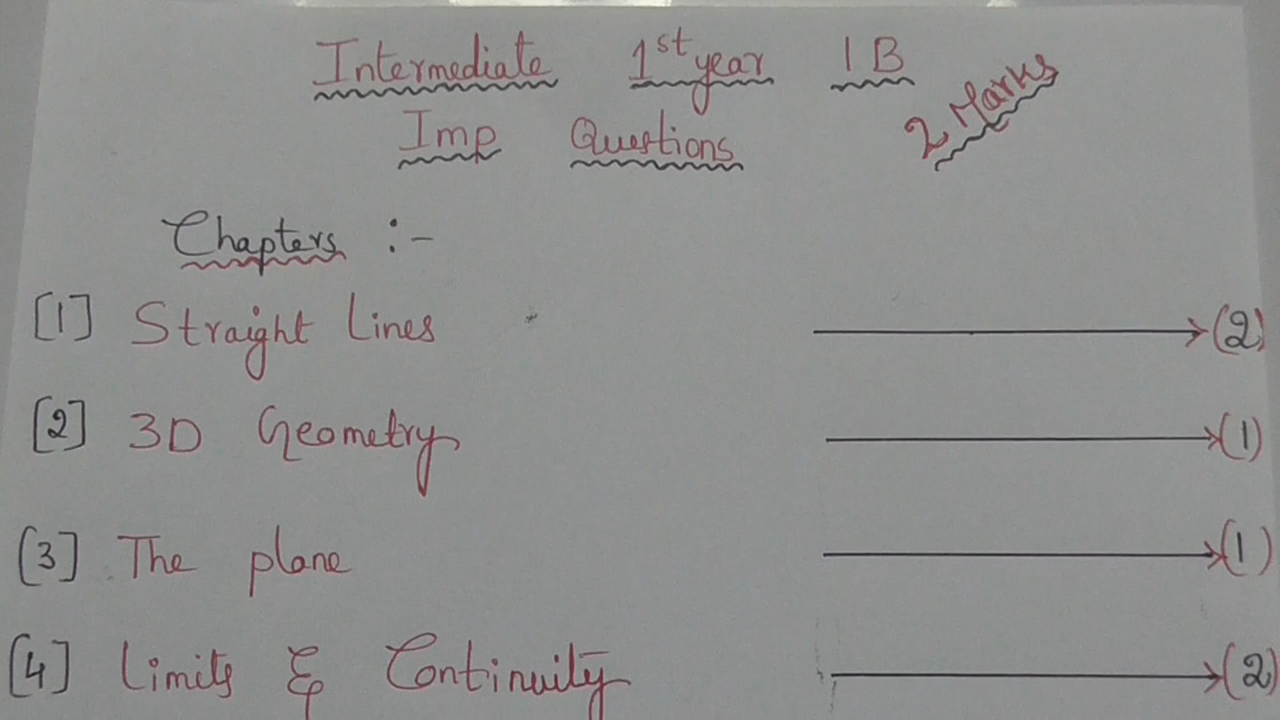 Intermediate 1st year 1B
2 Marks
Imp Questions
Chapters :-
[1] Straight Lines (2)
[2] 3D Geometry (1)
[3] The plane (1)
[4] Limits & Continuity (2)